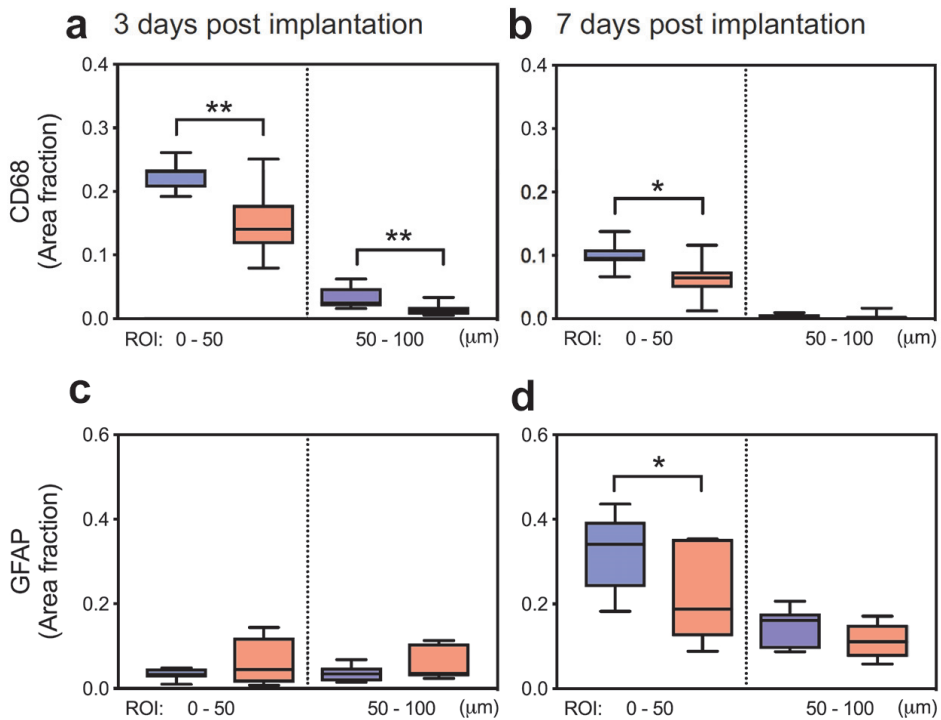 a 3 days post implantation
b 7 days post implantation
CD68
(Area fraction)
0.4
0.3
0.2
0.1
0.0
**
**
ROI: 0 - 50 50 - 100 (μm)
0.4
0.3
0.2
0.1
0.0
*
ROI: 0 - 50 50 - 100 (μm)
c
d
GFAP
(Area fraction)
0.6
0.4
0.2
0.0
ROI: 0 - 50 50 - 100 (μm)
0.6
0.4
0.2
0.0
*
ROI: 0 - 50 50 - 100 (μm)